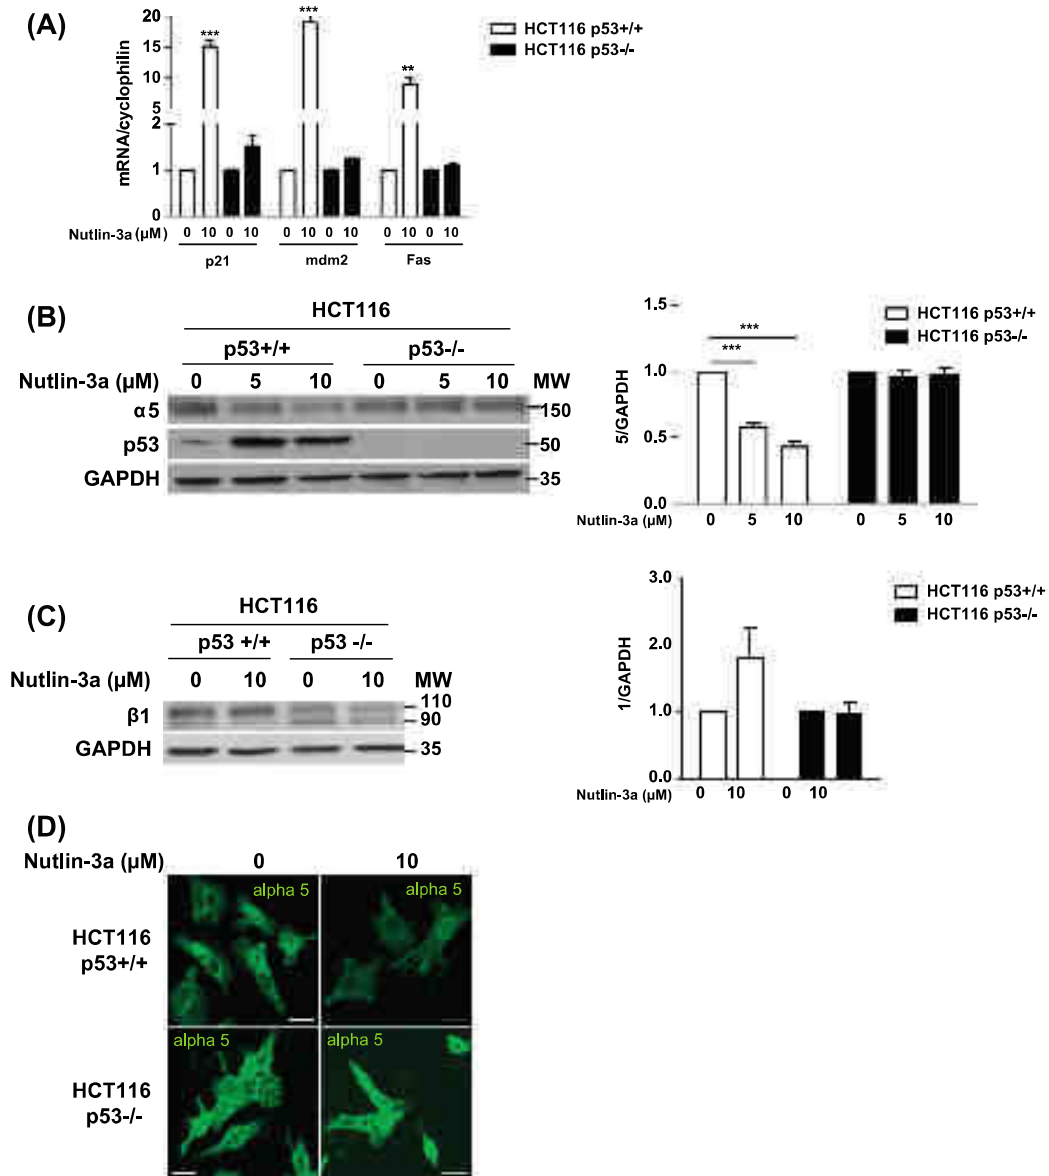 (A)
20
15
10
5
2
1
0
mRNA/cyclophilin
*** *** **
HCT116 p53+/+
HCT116 p53-/-
Nutlin-3a (µM) 0 10 0 10 0 10 0 10 0 10 0 10
p21 mdm2 Fas
(B)
HCT116
p53+/+ p53-/-
Nutlin-3a (µM) 0 5 10 0 5 10 MW
α5 150
p53 50
GAPDH 35
1.5
1.0
0.5
0.0
5/GAPDH
***
***
HCT116 p53+/+
HCT116 p53-/-
0 5 10 0 5 10
Nutlin-3a (µM)
(C)
HCT116
p53 +/+ p53 -/-
Nutlin-3a (µM) 0 10 0 10 MW
β1 110
90
GAPDH 35
3.0
2.0
1.0
0.0
1/GAPDH
HCT116 p53+/+
HCT116 p53-/-
Nutlin-3a (µM) 0 10 0 10
(D)
Nutlin-3a (µM) 0 10
alpha 5 alpha 5
HCT116
p53+/+
alpha 5 alpha 5
HCT116
p53-/-